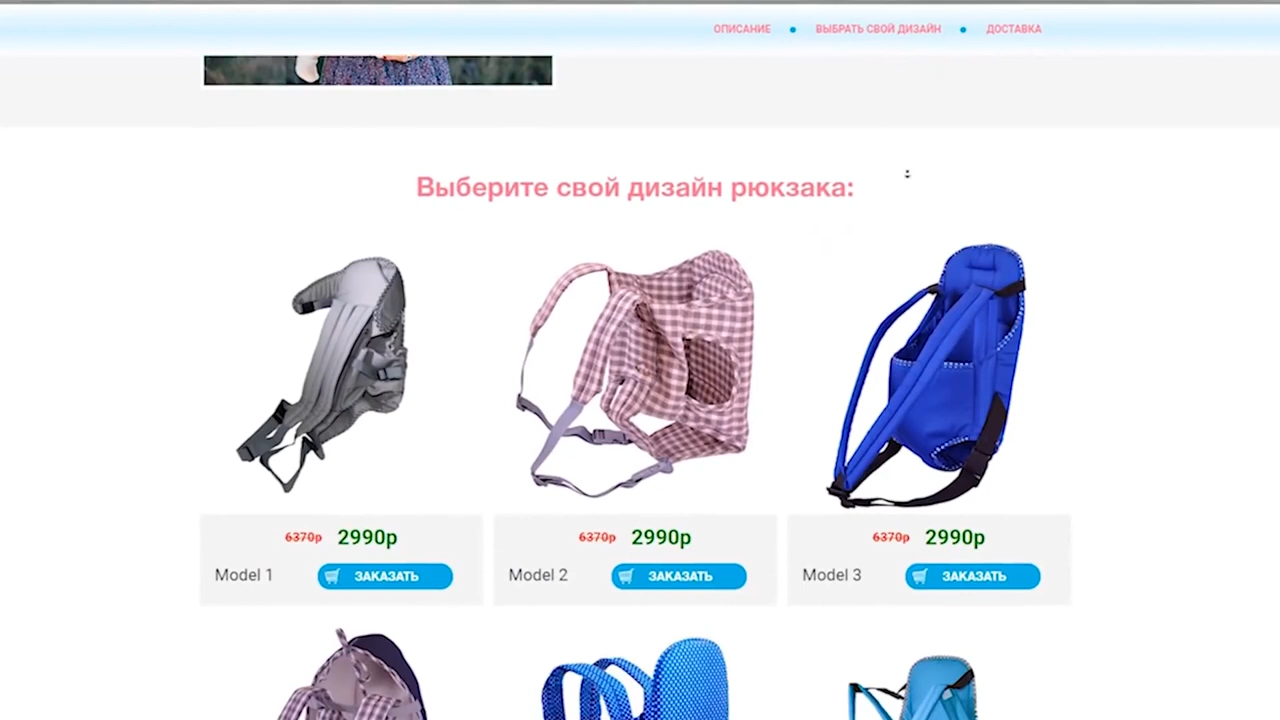 ОПИСАНИЕ
ВЫБРАТЬ СВОЙ ДИЗАЙН
ДОСТАВКА
Выберите свой дизайн рюкзака:
6370р 2990р
Model 1
ЗАКАЗАТЬ
6370р 2990р
Model 2
ЗАКАЗАТЬ
6370р 2990р
Model 3
ЗАКАЗАТЬ